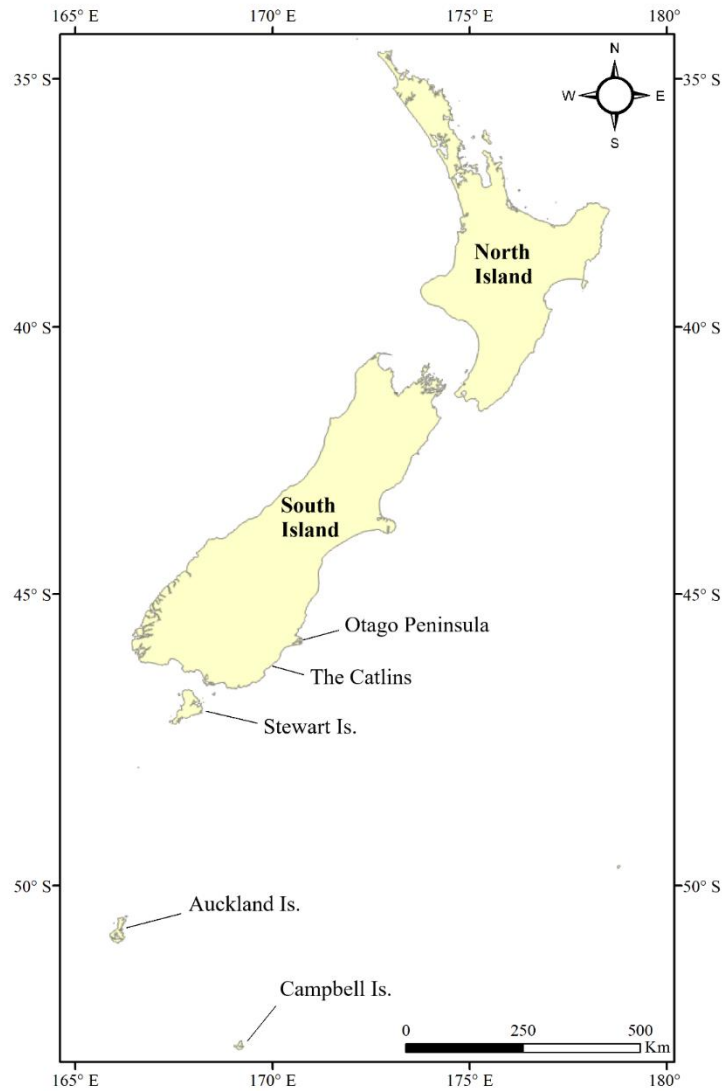 165° E
170° E
175° E
180° E
35° S
35° S
N
W
E
S
North
Island
40° S
40° S
South
Island
45° S
45° S
Otago Peninsula
The Catlins
Stewart Is.
50° S
50° S
Auckland Is.
Campbell Is.
0
250
500
Km
165° E
170° E
175° E
180° E